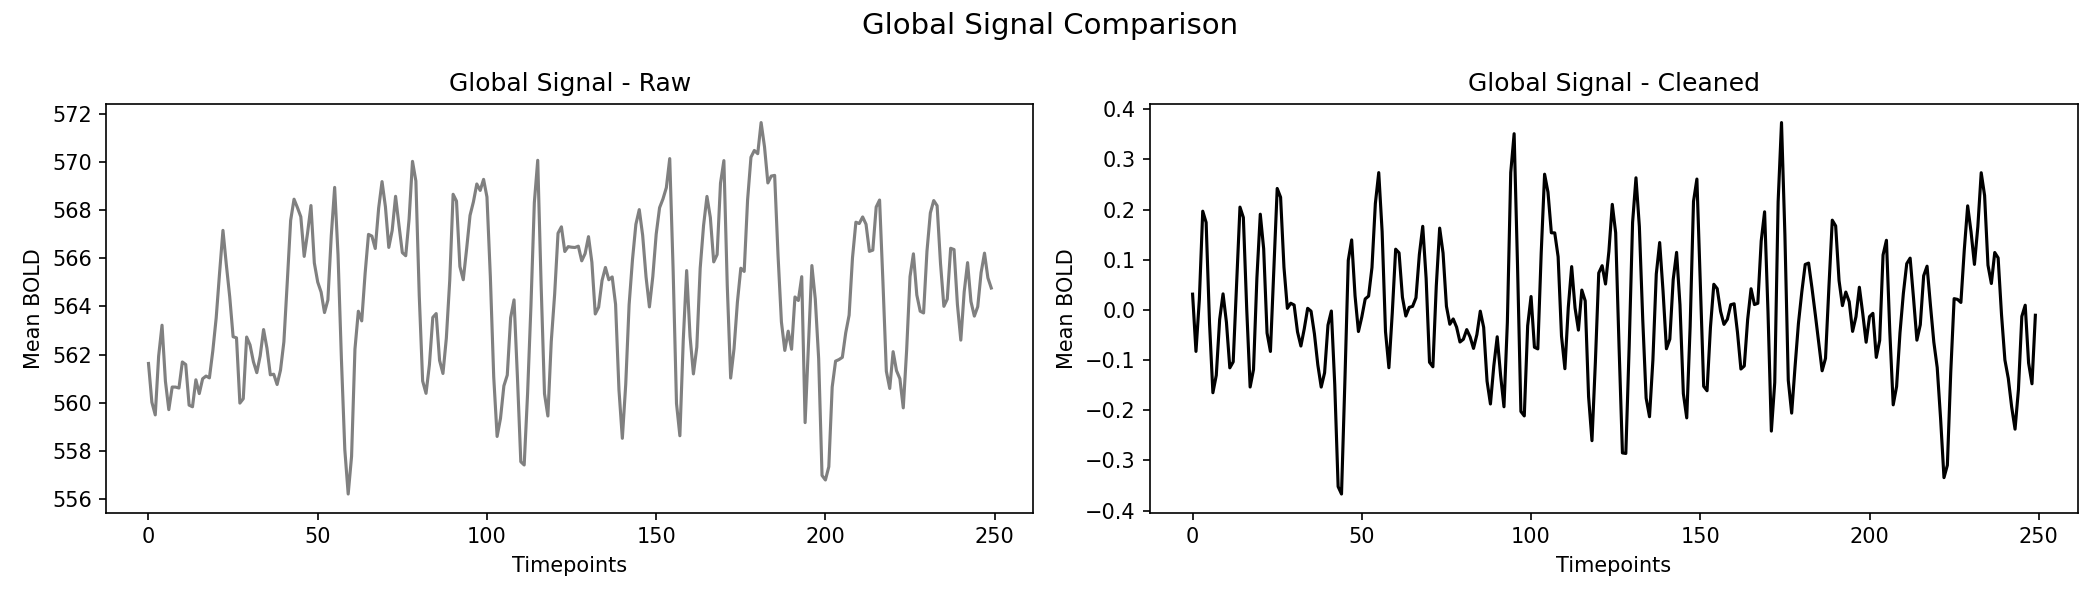 Global Signal Comparison
Global Signal - Raw
572
570
568
566
564
562
560
558
556
Mean BOLD
0 50 100 150 200 250
Timepoints
Global Signal - Cleaned
0.4
0.3
0.2
0.1
0.0
−0.1
−0.2
−0.3
−0.4
Mean BOLD
0 50 100 150 200 250
Timepoints